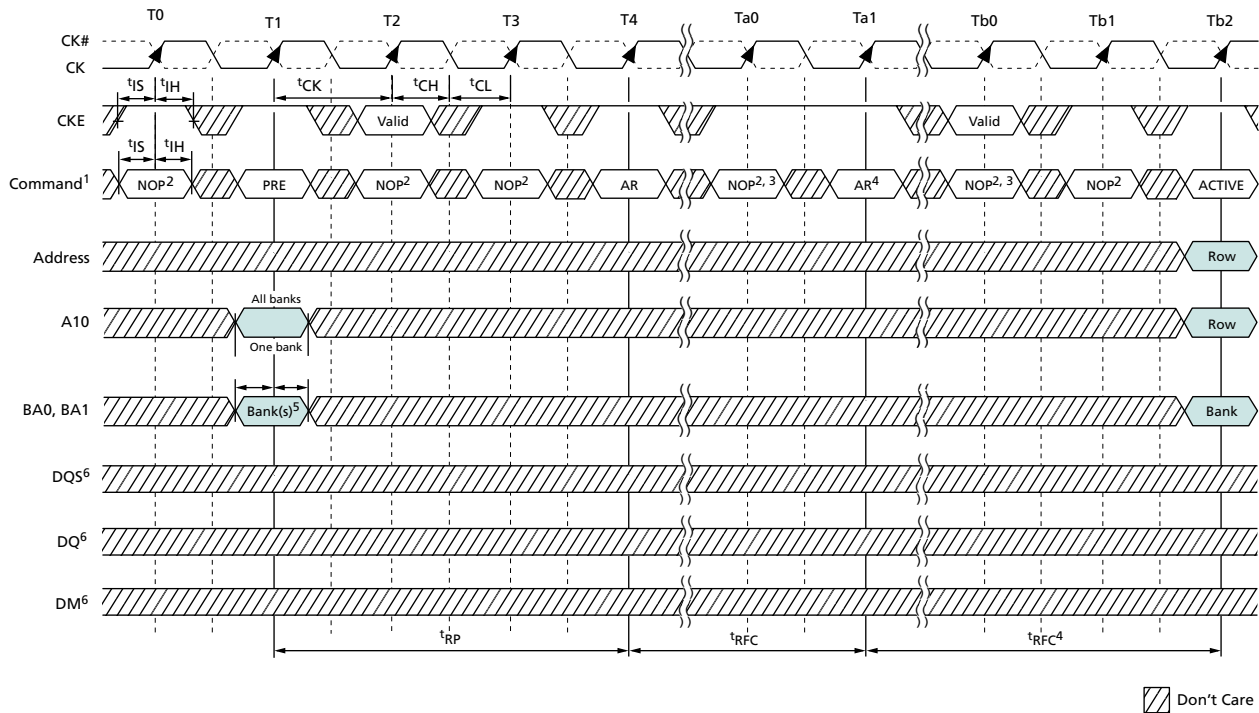 T0 T1 T2 T3 T4 Ta0 Ta1 Tb0 Tb1 Tb2
CK#
CK
tIS tIH tCK tCH tCL
CKE Valid Valid
tIS tIH
Command1 NOP2 PRE NOP2 NOP2 AR NOP2, 3 AR4 NOP2, 3 NOP2 ACTIVE
Address Row
All banks
A10 Row
One bank
BA0, BA1 Bank(s)5 Bank
DQS6
DQ6
DM6
tRP tRFC tRFC4
Don't Care